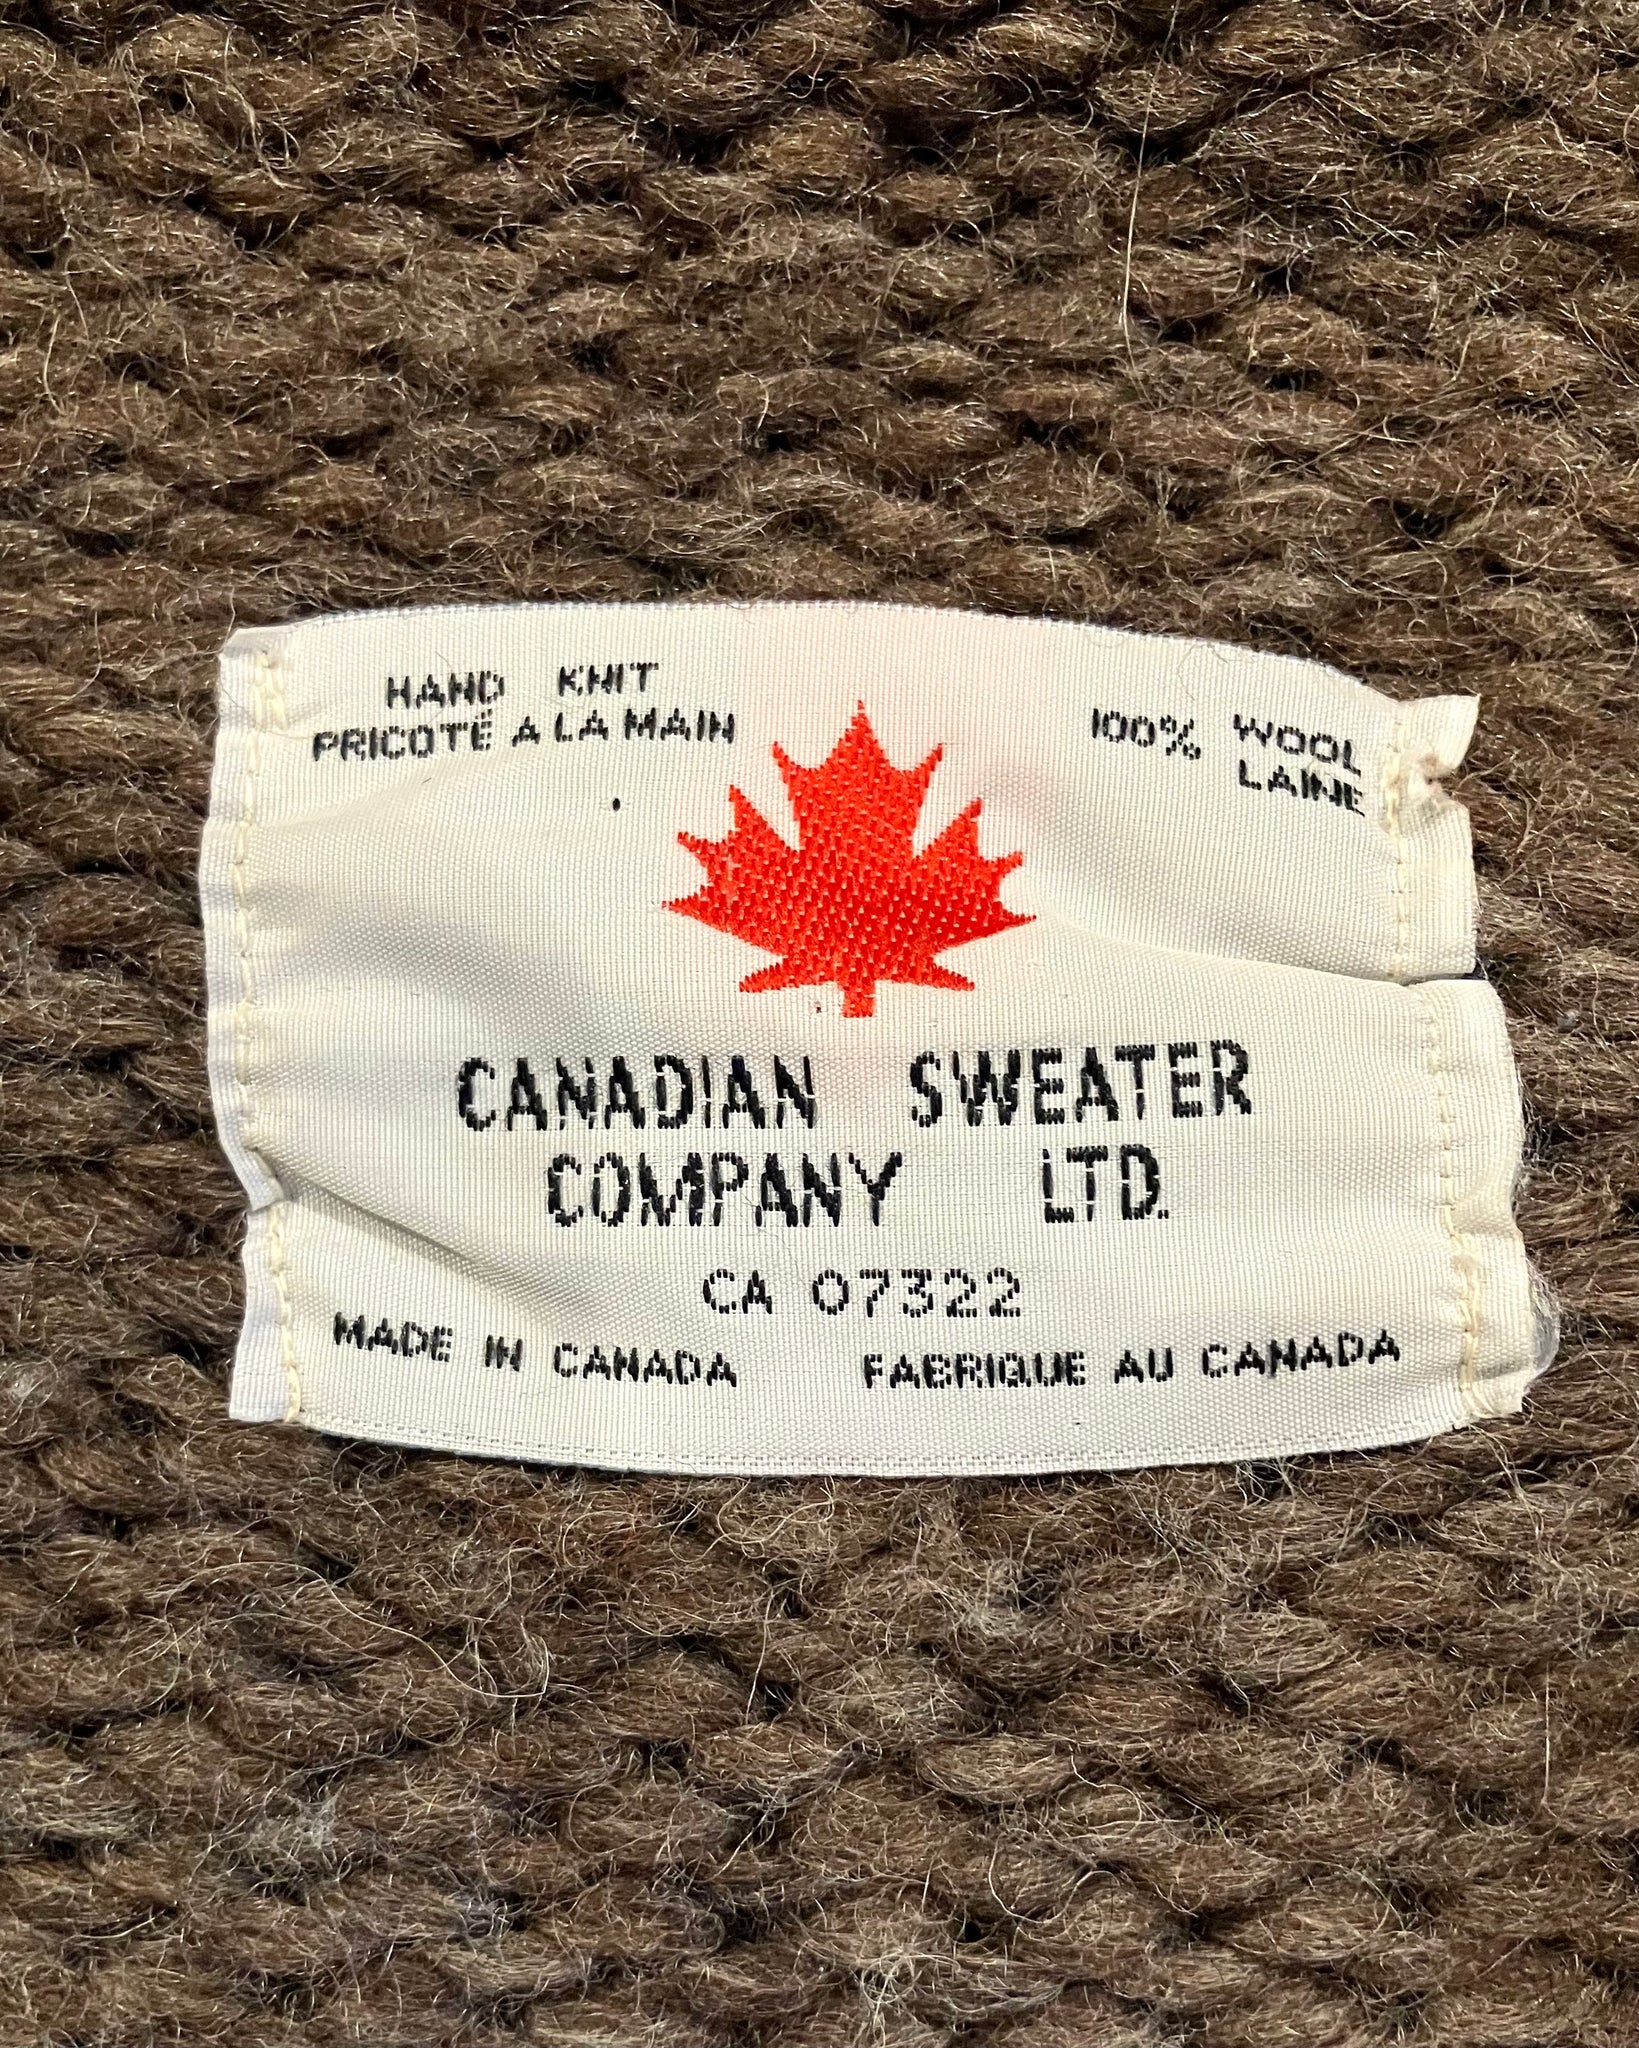 HAND KNIT
PRICOTÉ A LA MAIN
100% WOOL
LAINE
CANADIAN SWEATER
COMPANY LTD.
CA 07322
MADE IN CANADA FABRIQUE AU CANADA